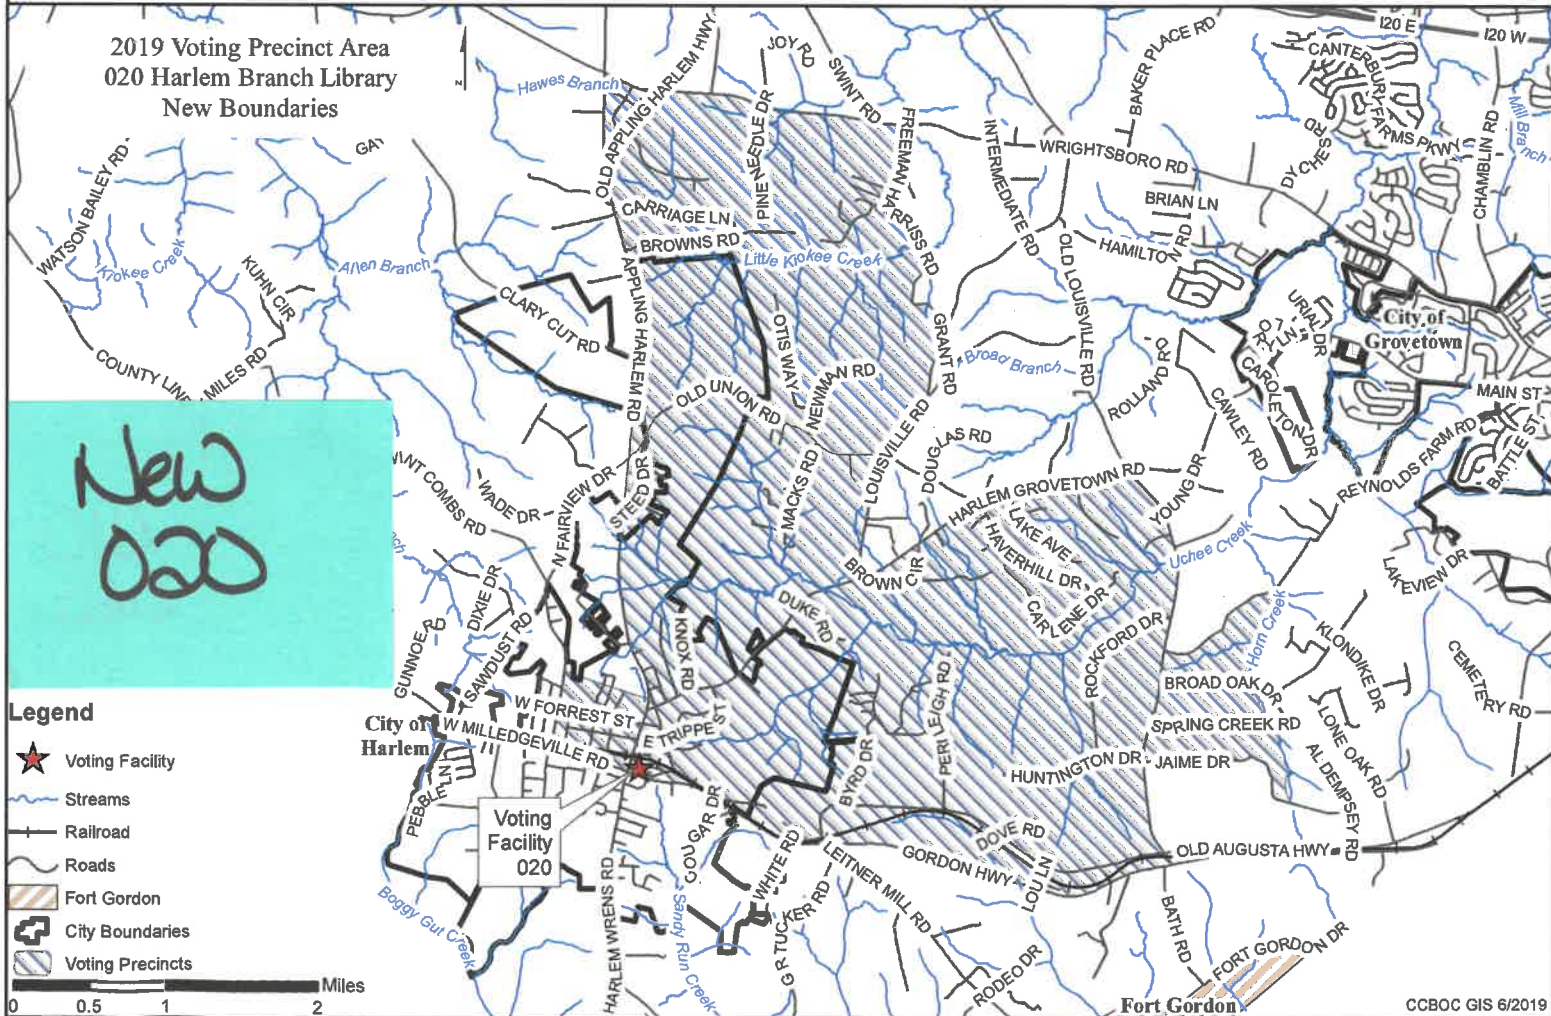 2019 Voting Precinct Area
020 Harlem Branch Library
New Boundaries
N
I20 E
I20 W
JOY RD
SWINT RD
BAKER PLACE RD
CANTERBURY FARMS PKWY
Mill Branch
Hawes Branch
OLD APPLING HARLEM HWY
PINE NEEDLE DR
FREEMAN HARRISS RD
INTERMEDIATE RD
WRIGHTSBORO RD
DYCHES RD
CHAMBLIN RD
GAY
WATSON BAILEY RD
BRIAN LN
CARRIAGE LN
BROWNS RD
HAMILTON RD
Kiokee Creek
KUHN CIR
Allen Branch
Little Kiokee Creek
OLD LOUISVILLE RD
APPLING HARLEM RD
CLARY CUT RD
OTIS WAY
GRANT RD
URIAL DR
City of
Grovetown
COUNTY LINE
MILES RD
Broad Branch
ROLLAND RD
CAROLETON DR
CAWLEY RD
MAIN ST
OLD UNION RD
NEWMAN RD
LOUISVILLE RD
DOUGLAS RD
REYNOLDS FARM RD
BATTLE ST
New
020
WT COMBS RD
WADE DR
N FAIRVIEW DR
STEED DR
MACKS RD
HARLEM GROVETOWN RD
YOUNG DR
LAKE AVE
HAVERHILL DR
Uchee Creek
BROWN CIR
CARLENE DR
LAKEVIEW DR
DIXIE DR
DUKE RD
ROCKFORD DR
Horn Creek
KLONDIKE DR
CEMETERY RD
SAWDUST RD
KNOX RD
PERI LEIGH RD
BROAD OAK DR
LONE OAK RD
W FORREST ST
City of
Harlem
W MILLEDGEVILLE RD
E TRIPPE ST
SPRING CREEK RD
AL DEMPSEY RD
PEBBLE LN
BYRD DR
HUNTINGTON DR
JAIME DR
Voting
Facility
020
COUGAR DR
DOVE RD
OLD AUGUSTA HWY
WHITE RD
LEITNER MILL RD
GORDON HWY
LOU LN
HARLEM WRENS RD
Boggy Gut Creek
Sandy Run Creek
G R TUCKER RD
RODEO DR
BATH RD
FORT GORDON DR
Fort Gordon
Legend
Voting Facility
Streams
Railroad
Roads
Fort Gordon
City Boundaries
Voting Precincts
Miles
0 0.5 1 2
CCBOC GIS 6/2019